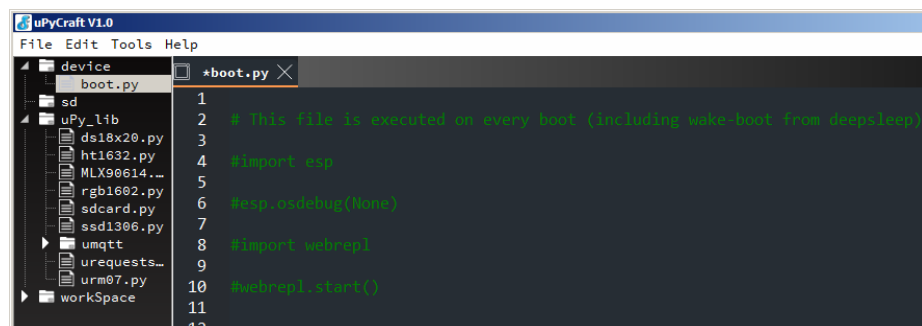 uPyCraft V1.0
File Edit Tools Help
device
boot.py
sd
uPy_lib
ds18x20.py
ht1632.py
MLX90614....
rgb1602.py
sdcard.py
ssd1306.py
umqtt
urequests...
urm07.py
workSpace
*boot.py
1
2 # This file is executed on every boot (including wake-boot from deepsleep)
3
4 #import esp
5
6 #esp.osdebug(None)
7
8 #import webrepl
9
10 #webrepl.start()
11
12